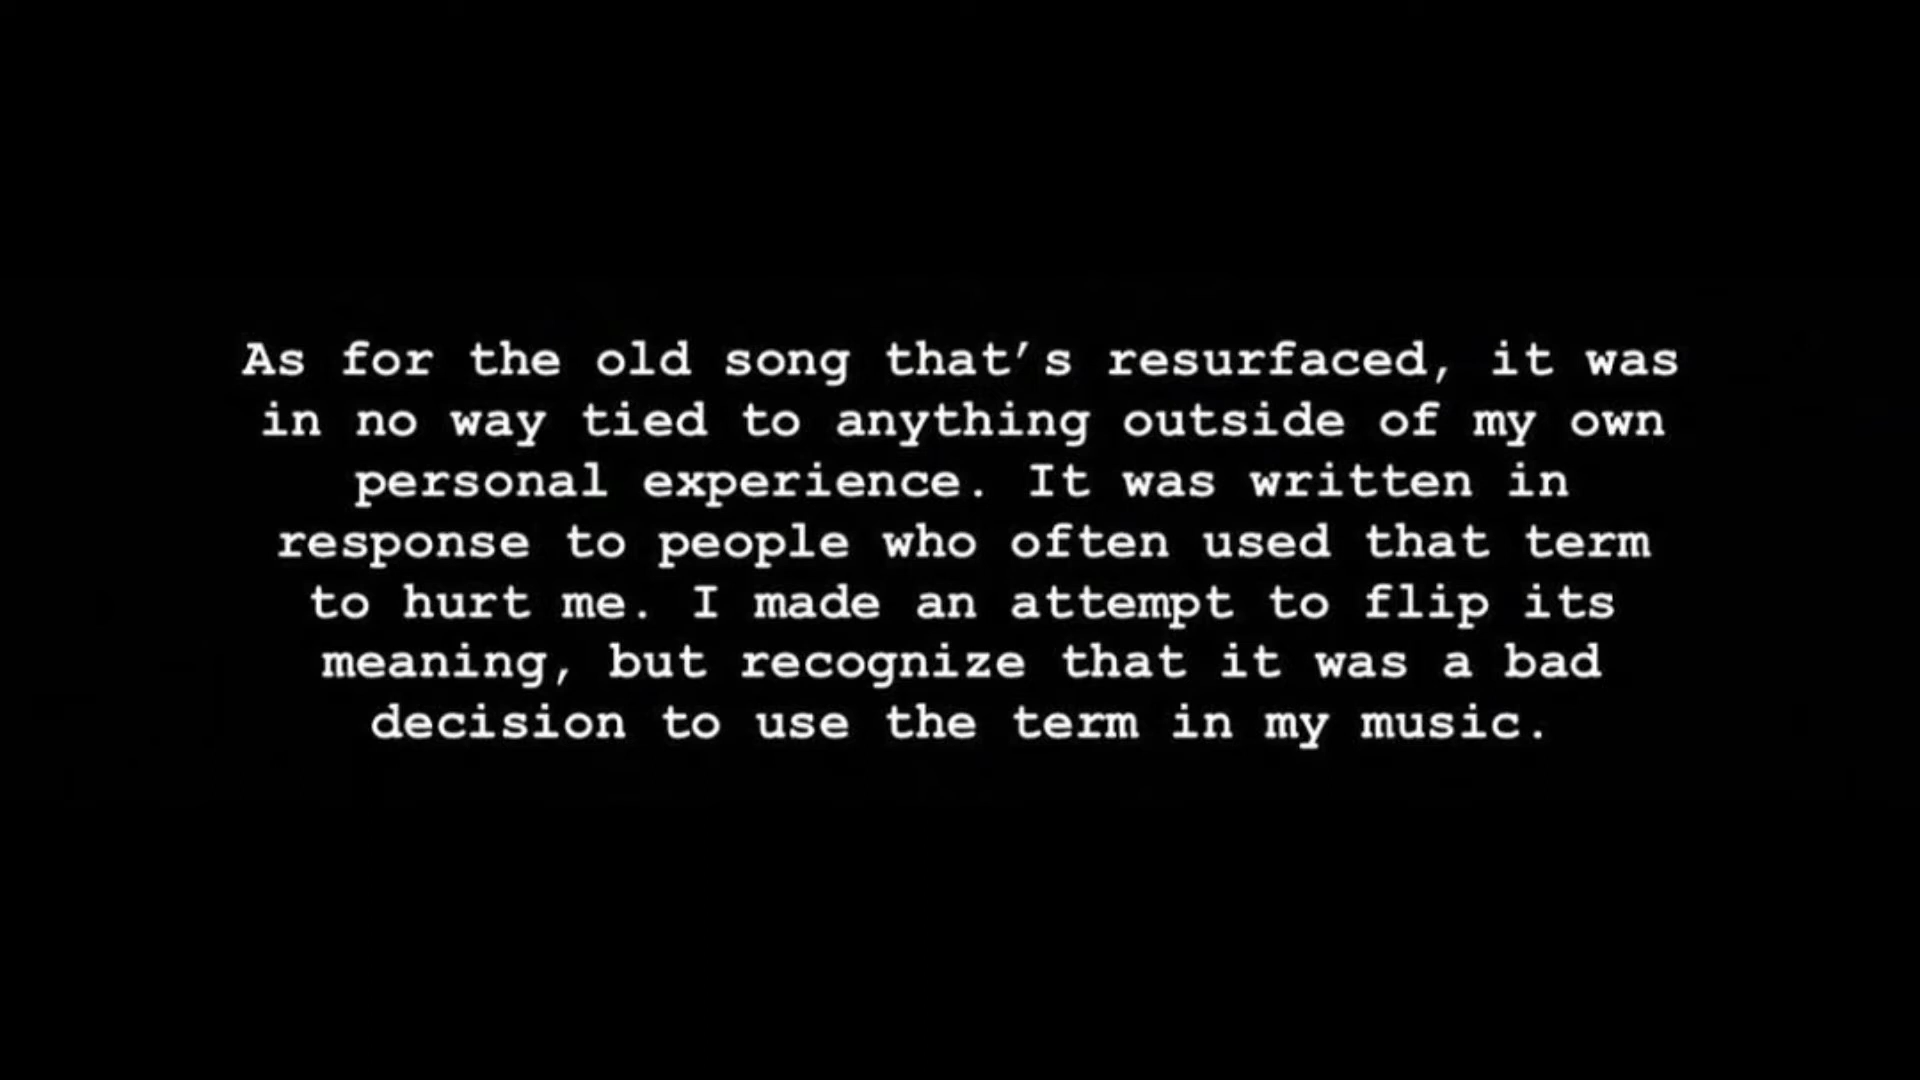 As for the old song that’s resurfaced, it was
in no way tied to anything outside of my own
personal experience. It was written in
response to people who often used that term
to hurt me. I made an attempt to flip its
meaning, but recognize that it was a bad
decision to use the term in my music.